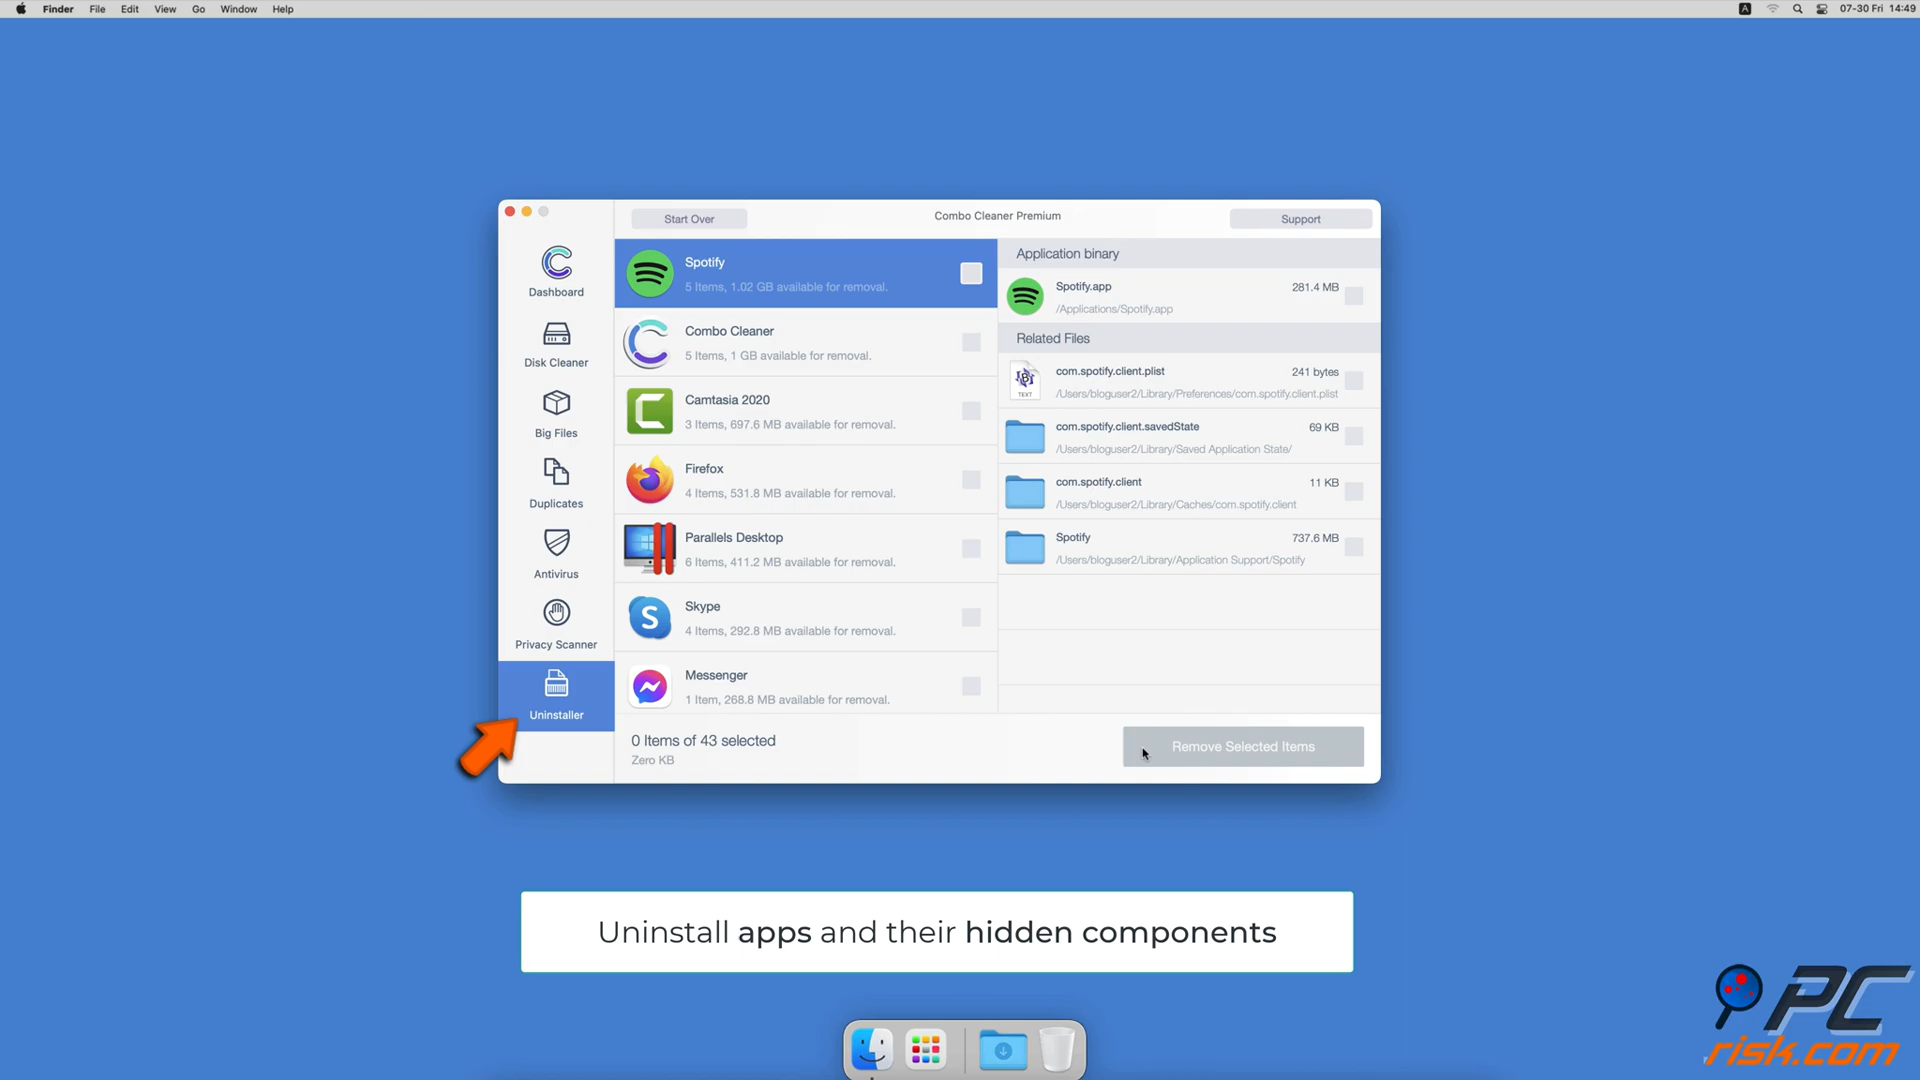 Finder File Edit View Go Window Help
A
07-30 Fri 14:49
Start Over
Combo Cleaner Premium
Support
Dashboard
Disk Cleaner
Big Files
Duplicates
Antivirus
Privacy Scanner
Uninstaller
Spotify
5 Items, 1.02 GB available for removal.
Combo Cleaner
5 Items, 1 GB available for removal.
Camtasia 2020
3 Items, 697.6 MB available for removal.
Firefox
4 Items, 531.8 MB available for removal.
Parallels Desktop
6 Items, 411.2 MB available for removal.
Skype
4 Items, 292.8 MB available for removal.
Messenger
1 Item, 268.8 MB available for removal.
Application binary
Spotify.app 281.4 MB
/Applications/Spotify.app
Related Files
TEXT
com.spotify.client.plist 241 bytes
/Users/bloguser2/Library/Preferences/com.spotify.client.plist
com.spotify.client.savedState 69 KB
/Users/bloguser2/Library/Saved Application State/
com.spotify.client 11 KB
/Users/bloguser2/Library/Caches/com.spotify.client
Spotify 737.6 MB
/Users/bloguser2/Library/Application Support/Spotify
0 Items of 43 selected
Zero KB
Remove Selected Items
Uninstall apps and their hidden components
PC
risk.com